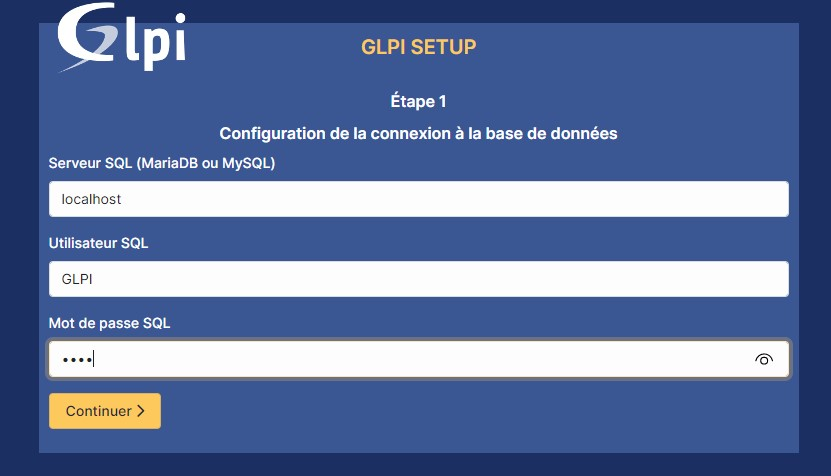 Glpi
GLPI SETUP
Étape 1
Configuration de la connexion à la base de données
Serveur SQL (MariaDB ou MySQL)
localhost
Utilisateur SQL
GLPI
Mot de passe SQL
••••
Continuer